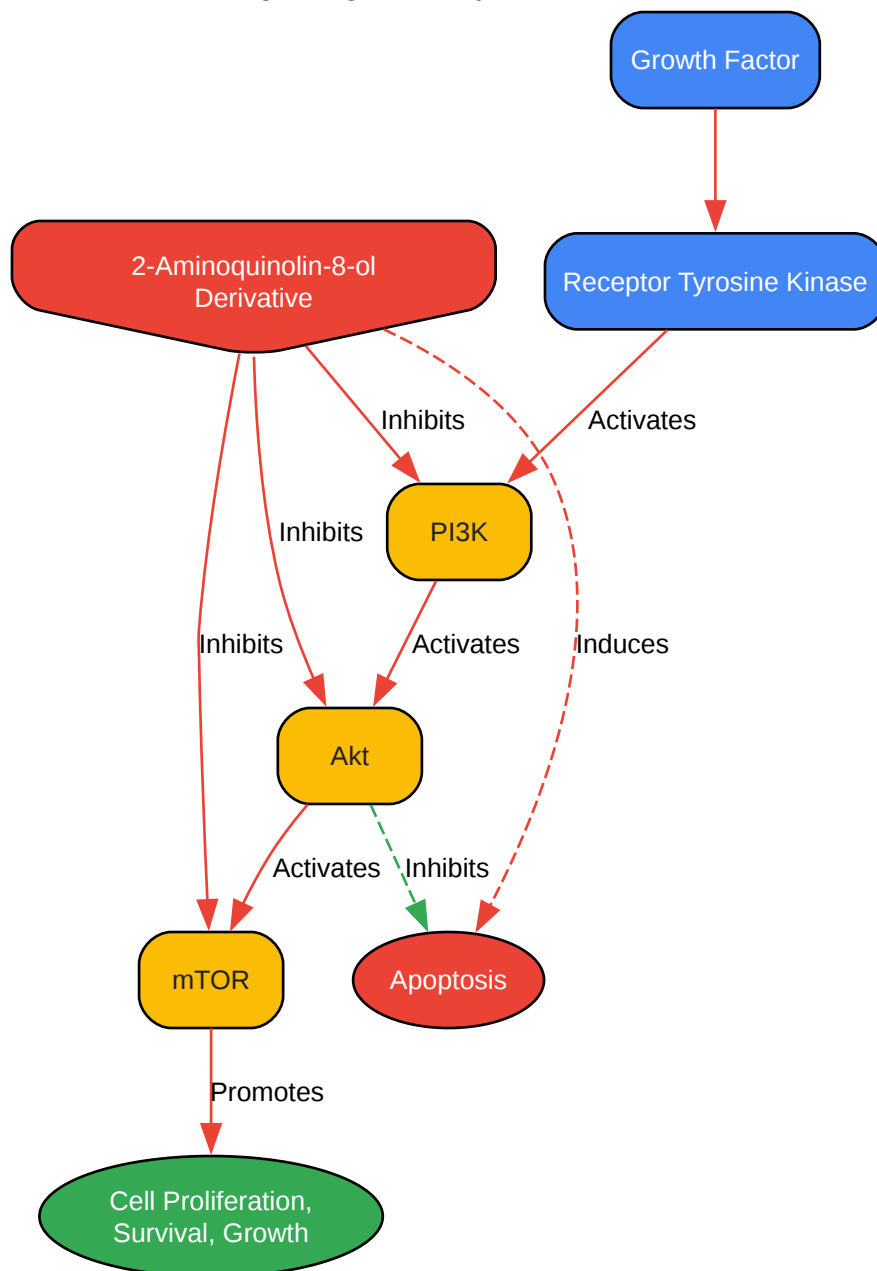 Growth Factor
2-Aminoquinolin-8-ol
Derivative
Receptor Tyrosine Kinase
Inhibits
Activates
Inhibits
PI3K
Inhibits
Activates
Induces
Akt
Activates
Inhibits
mTOR
Apoptosis
Promotes
Cell Proliferation,
Survival, Growth